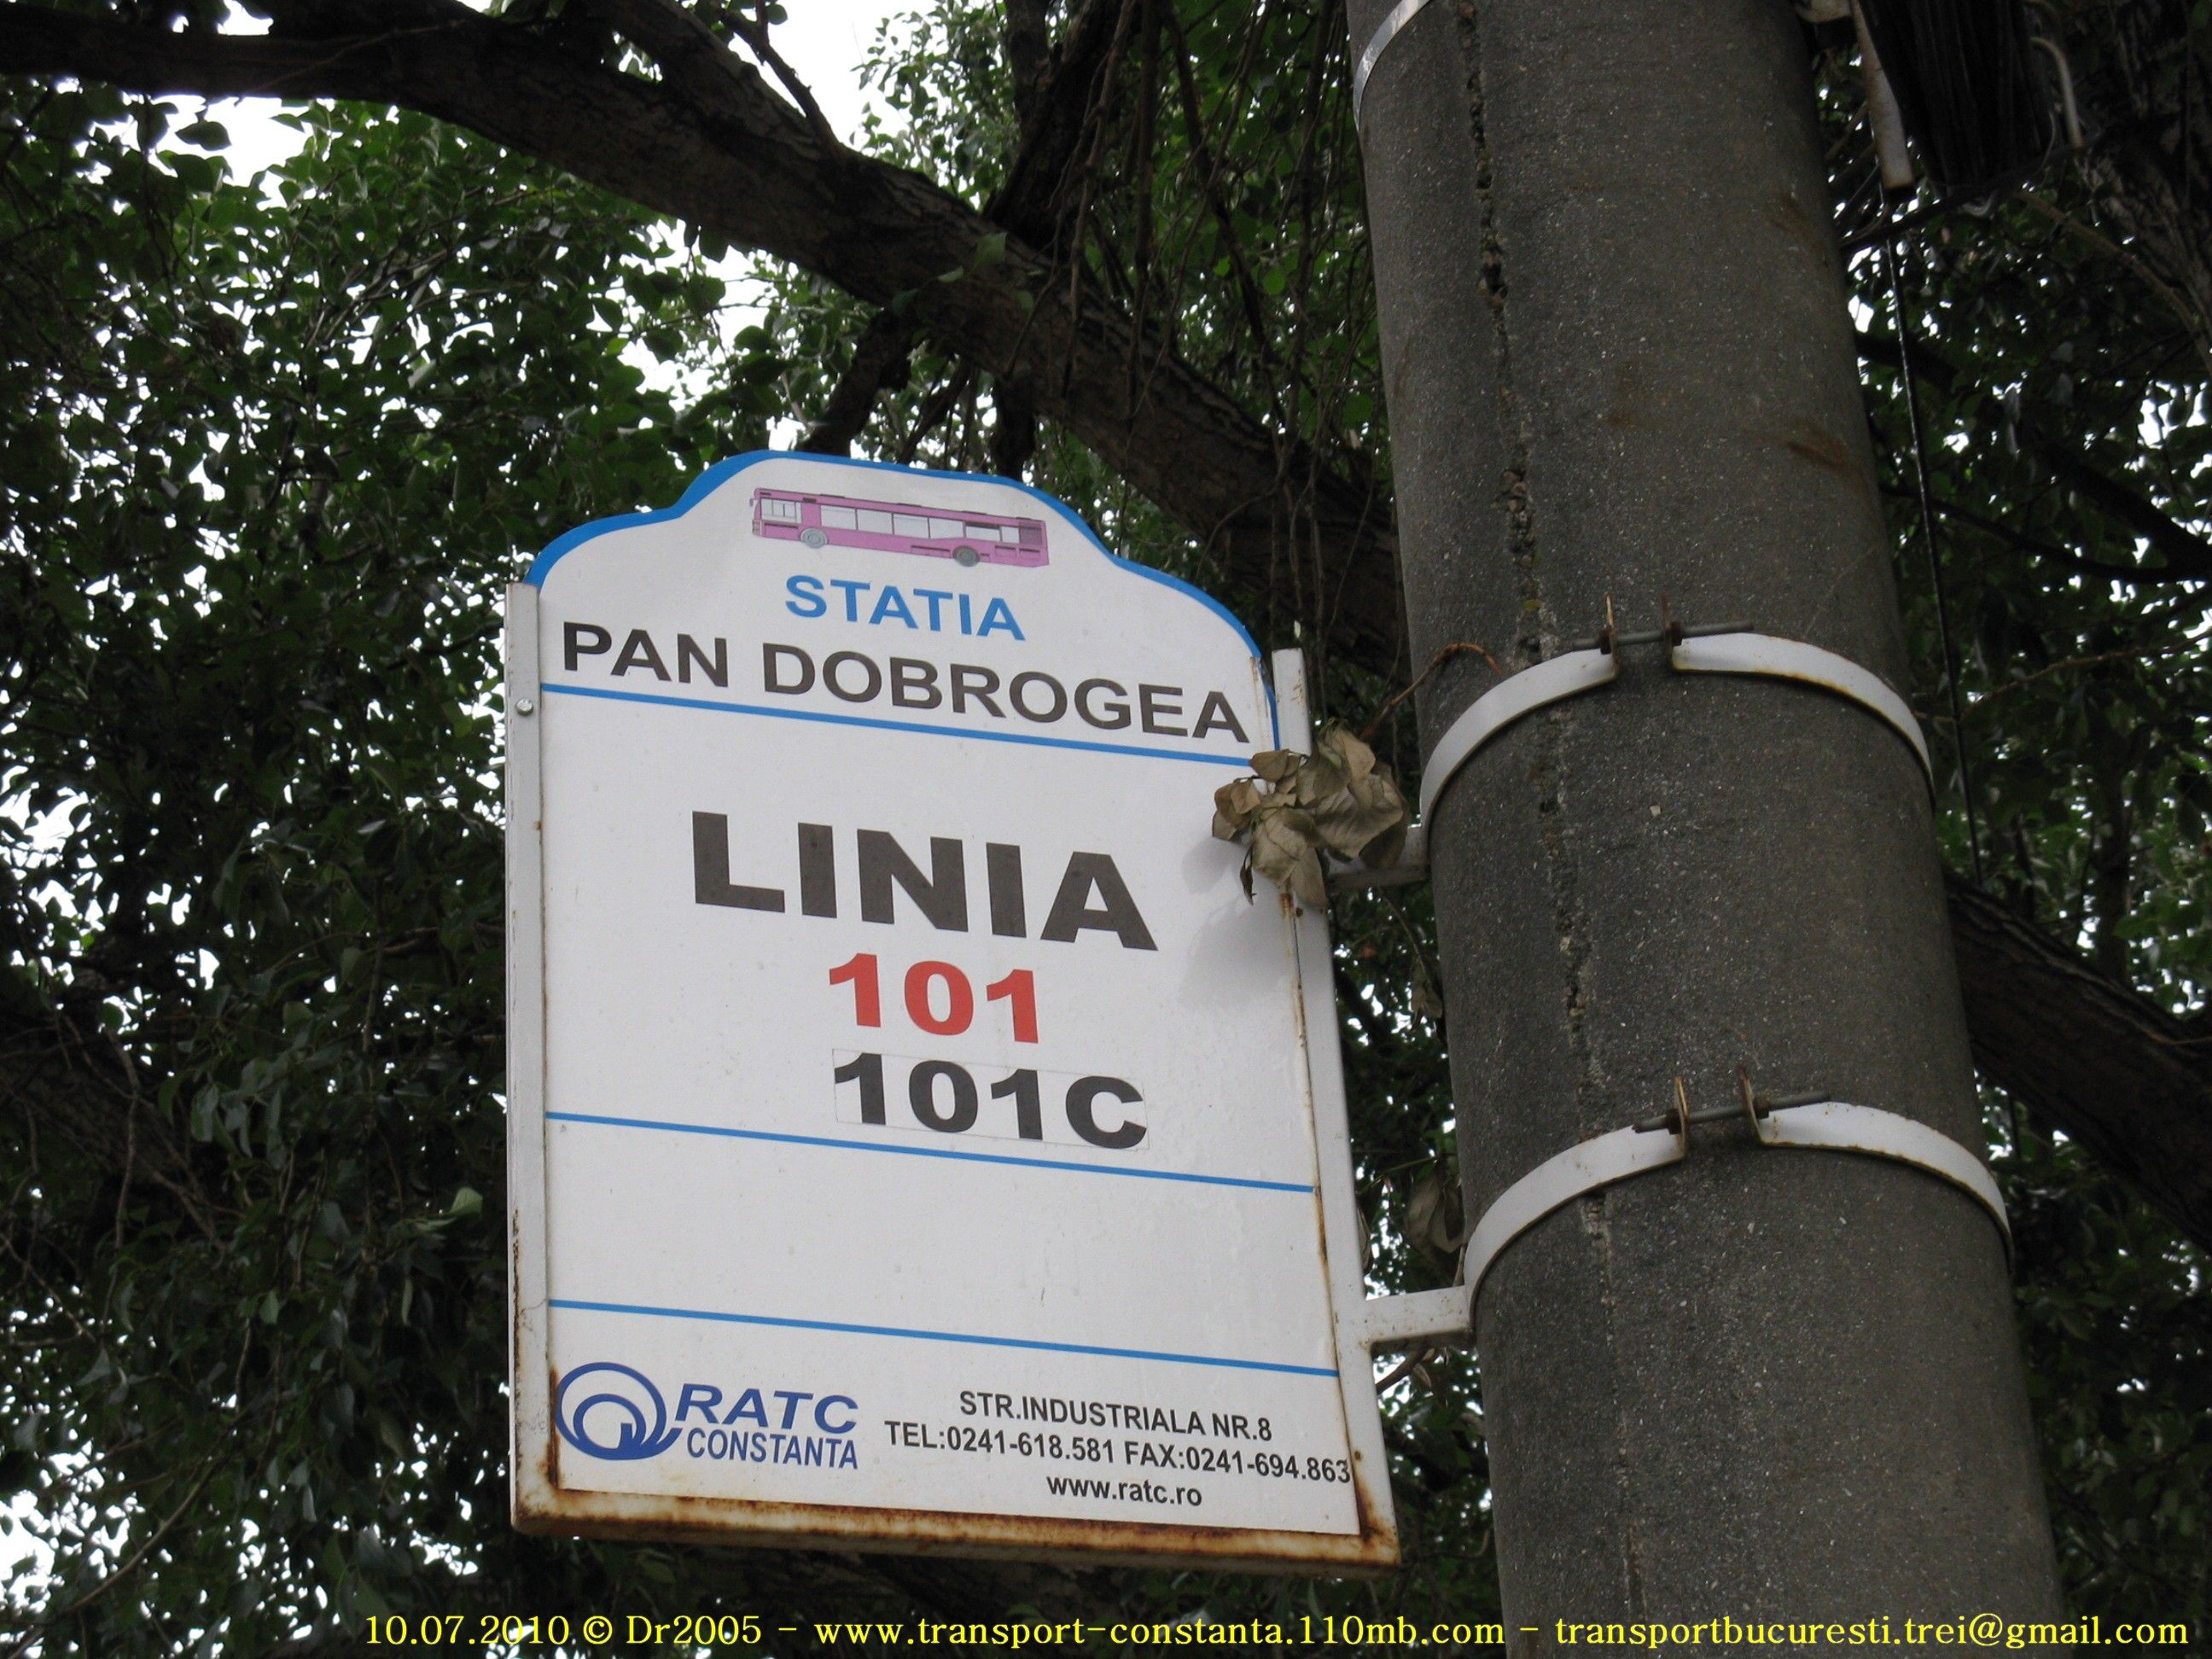 STATIA
PAN DOBROGEA
LINIA
101
101C
RATC
CONSTANTA
STR.INDUSTRIALA NR.8
TEL:0241-618.581 FAX:0241-694.863
www.ratc.ro
10.07.2010 © Dr2005 - www.transport-constanta.110mb.com - transportbucuresti.trei@gmail.com